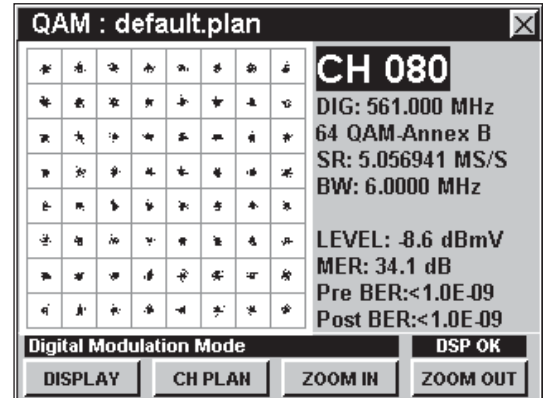 QAM : default.plan
CH 080
DIG: 561.000 MHz
64 QAM-Annex B
SR: 5.056941 MS/S
BW: 6.0000 MHz
LEVEL: -8.6 dBmV
MER: 34.1 dB
Pre BER:<1.0E-09
Post BER:<1.0E-09
Digital Modulation Mode
DSP OK
DISPLAY
CH PLAN
ZOOM IN
ZOOM OUT